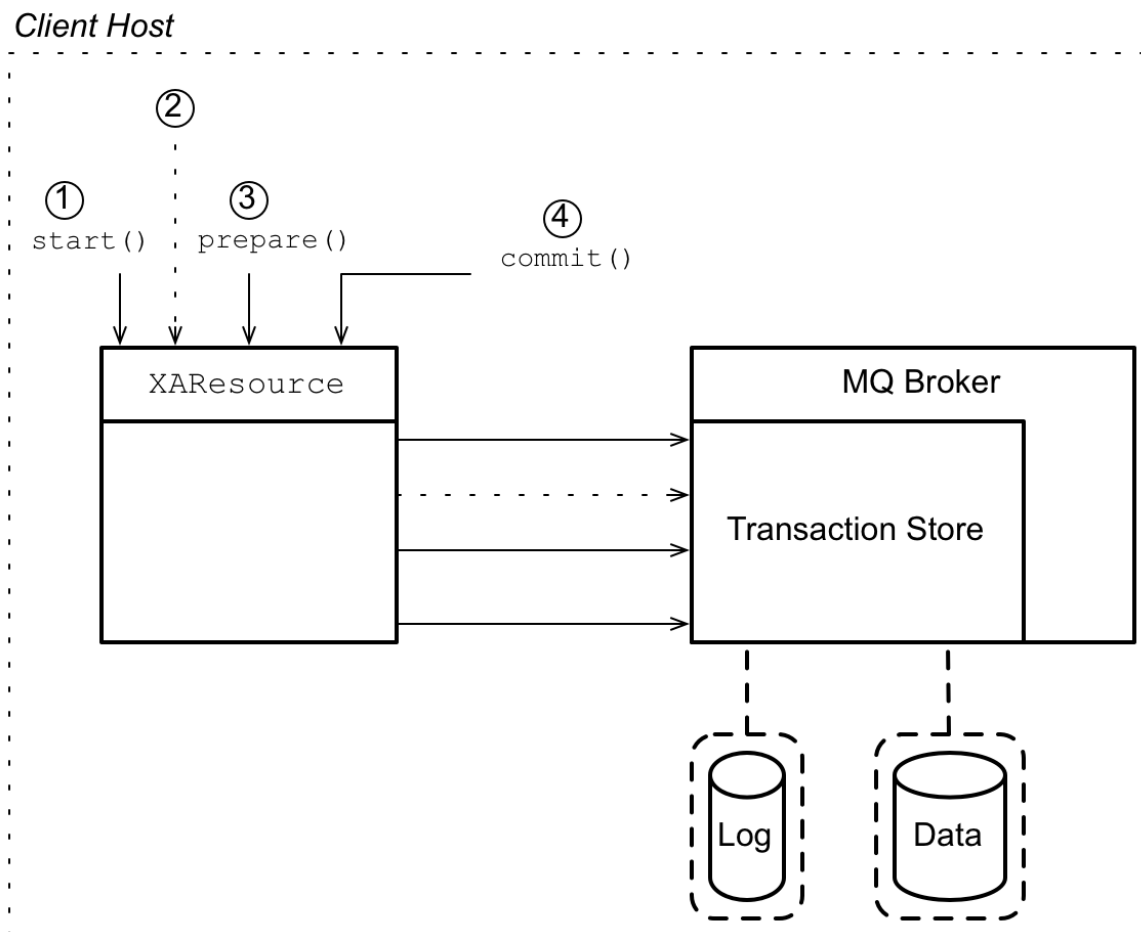 Client Host
2
1
start()
3
prepare()
4
commit()
XAResource
MQ Broker
Transaction Store
Log
Data